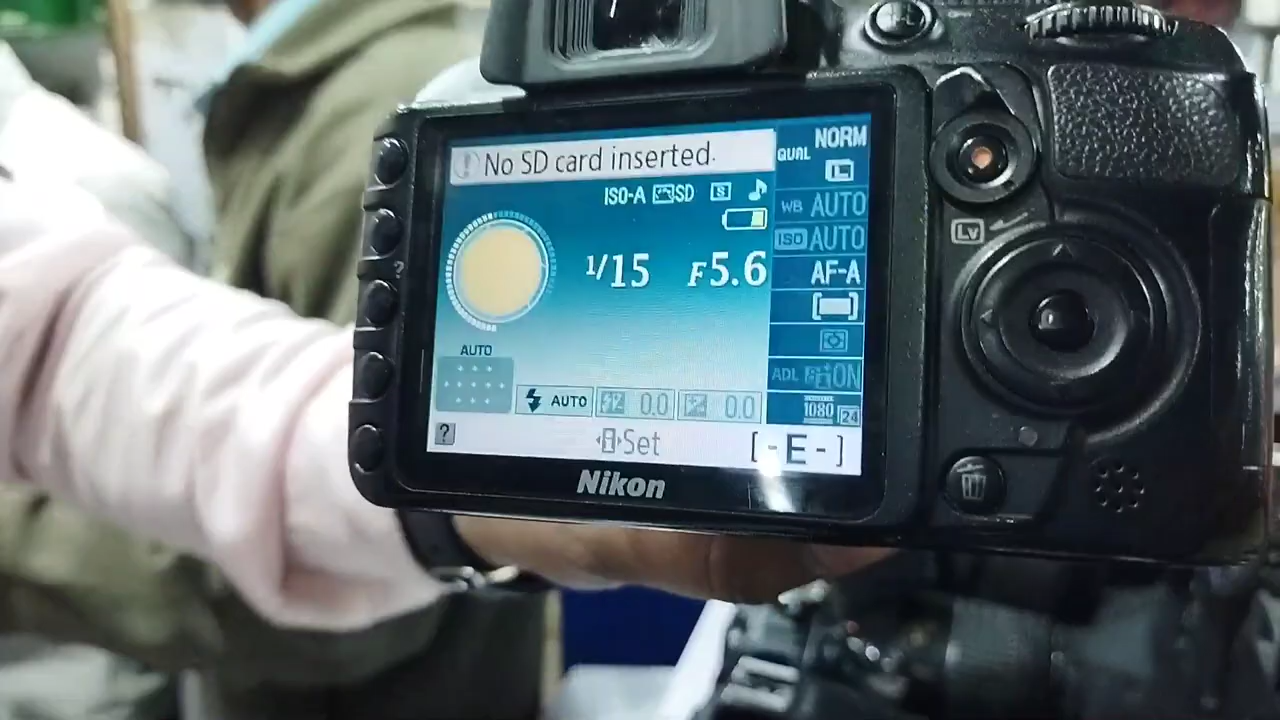 No SD card inserted.
ISO-A SD S
1/15 F5.6
AUTO
AUTO 0.0 0.0
? Set [-E-]
QUAL NORM
L
WB AUTO
ISO AUTO
AF-A
ADL ON
1080 24
Nikon
?
Lv